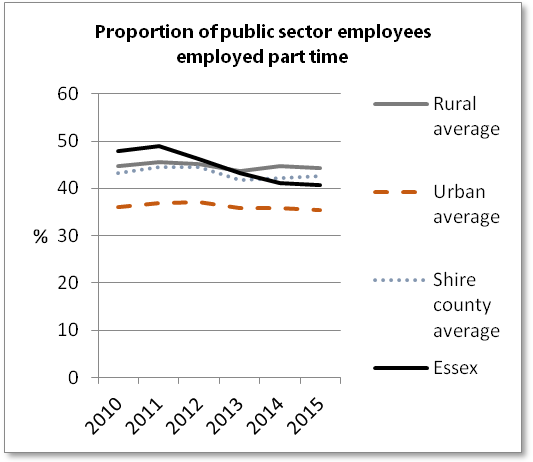 Proportion of public sector employees
employed part time
60
50
40
30
20
10
0
%
2010
2011
2012
2013
2014
2015
Rural
average
Urban
average
Shire
county
average
Essex